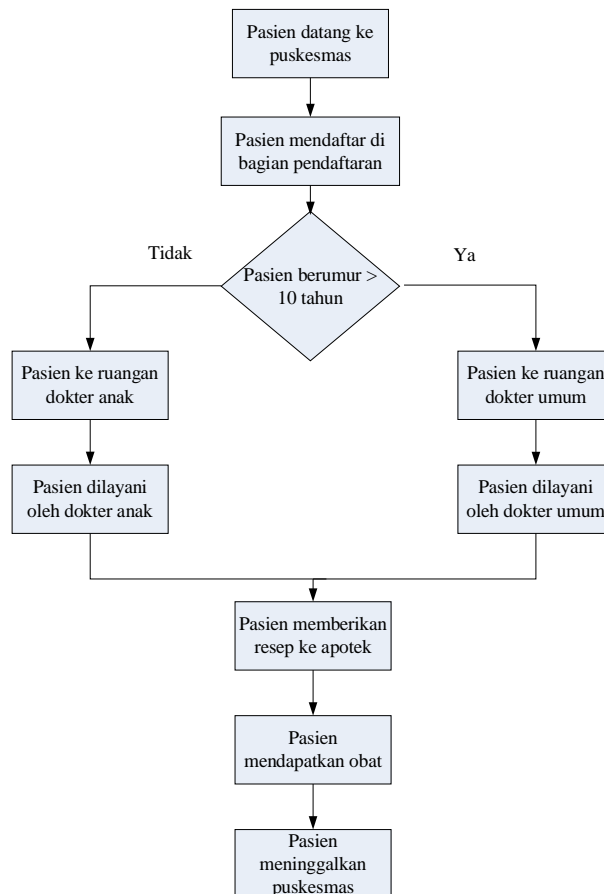 Pasien datang ke
puskesmas
Pasien mendaftar di
bagian pendaftaran
Tidak
Pasien berumur >
10 tahun
Ya
Pasien ke ruangan
dokter anak
Pasien ke ruangan
dokter umum
Pasien dilayani
oleh dokter anak
Pasien dilayani
oleh dokter umum
Pasien memberikan
resep ke apotek
Pasien
mendapatkan obat
Pasien
meninggalkan
puskesmas